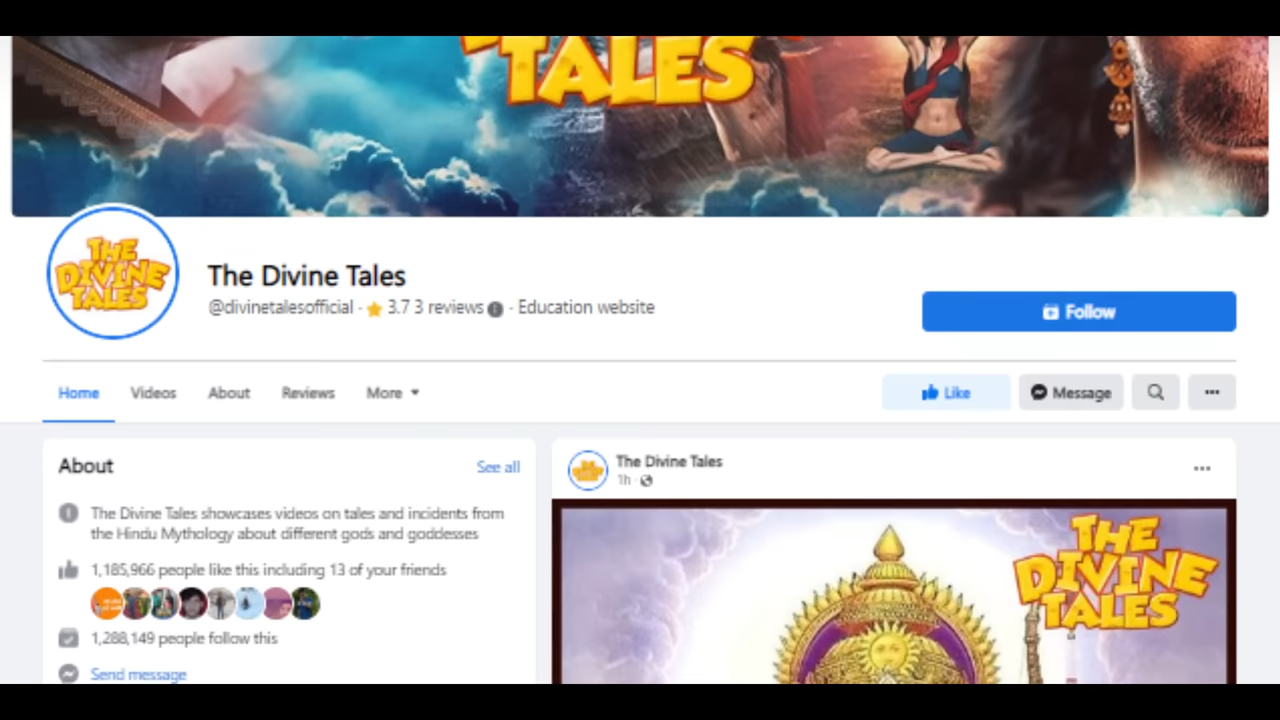 TALES
THE
DIVINE
TALES
The Divine Tales
@divinetalesofficial · 3.7 3 reviews · Education website
Follow
Home Videos About Reviews More
Like Message
About
See all
The Divine Tales showcases videos on tales and incidents from
the Hindu Mythology about different gods and goddesses
1,185,966 people like this including 13 of your friends
1,288,149 people follow this
Send message
The Divine Tales
1h ·
THE
DIVINE
TALES